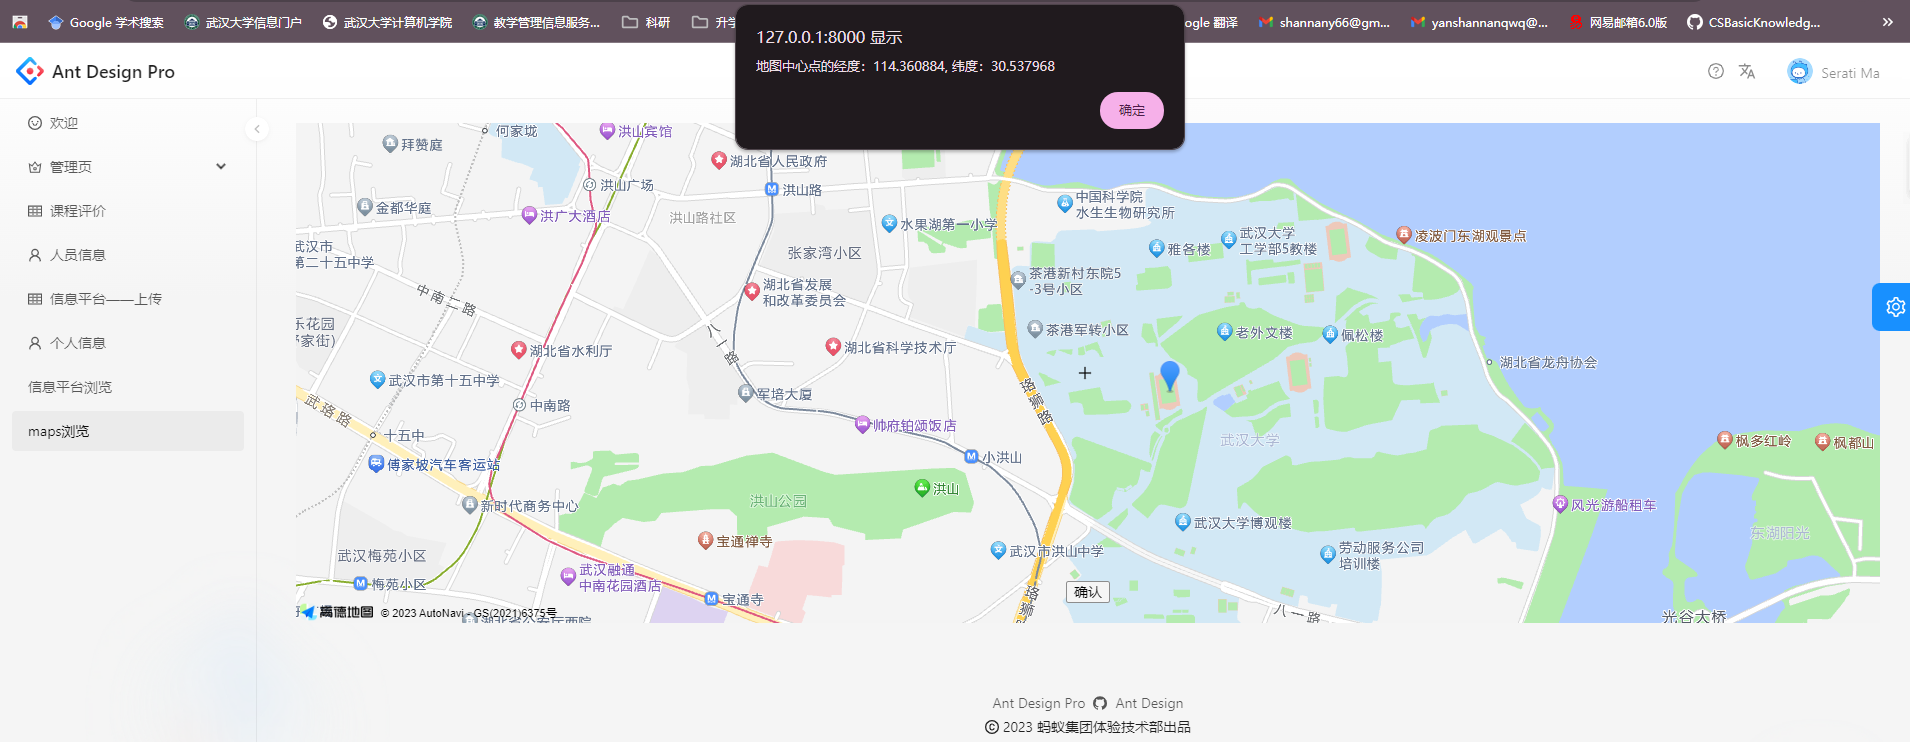 Google 学术搜索
武汉大学信息门户
武汉大学计算机学院
教学管理信息服务...
科研
升学
ogle 翻译
shannany66@gm...
yanshannanqwq@...
网易邮箱6.0版
CSBasicKnowledg...
127.0.0.1:8000 显示
地图中心点的经度：114.360884, 纬度：30.537968
确定
Ant Design Pro
Serati Ma
欢迎
管理页
课程评价
人员信息
信息平台——上传
个人信息
信息平台浏览
maps浏览
何家垅
洪山宾馆
拜赞庭
湖北省人民政府
洪山广场
洪山路
金都华庭
洪广大酒店
洪山路社区
水果湖第一小学
中国科学院
水生生物研究所
武汉大学
工学部5教楼
雅各楼
凌波门东湖观景点
武汉市
第二十五中学
张家湾小区
茶港新村东院5
-3号小区
中南二路
湖北省发展
和改革委员会
乐花园
八一路
茶港军转小区
老外文楼
佩松楼
湖北省水利厅
湖北省科学技术厅
湖北省龙舟协会
武汉市第十五中学
军培大厦
珞狮路
武珞路
中南路
十五中
帅府铂颂饭店
武汉大学
枫多红岭
枫都山
傅家坡汽车客运站
小洪山
洪山
洪山公园
新时代商务中心
风光游船租车
武汉大学博观楼
东湖阳光
宝通禅寺
武汉市洪山中学
劳动服务公司
培训楼
武汉梅苑小区
武汉融通
中南花园酒店
梅苑小区
宝通寺
确认
珞狮
八一路
光谷大桥
高德地图
© 2023 AutoNavi - GS(2021)6375号
Ant Design Pro
Ant Design
© 2023 蚂蚁集团体验技术部出品